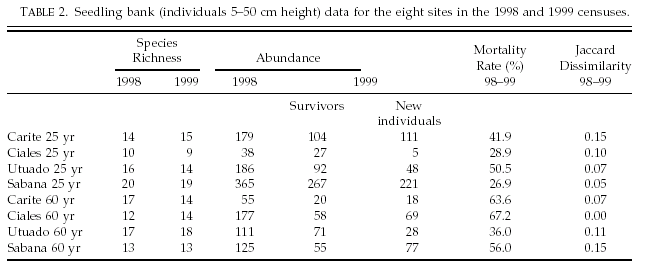 TABLE 2. Seedling bank (individuals 5–50 cm height) data for the eight sites in the 1998 and 1999 censuses.
Species Richness Abundance Mortality Rate (%) 98–99 Jaccard Dissimilarity 98–99
1998 1999 1998 1999
Survivors New individuals
Carite 25 yr 14 15 179 104 111 41.9 0.15
Ciales 25 yr 10 9 38 27 5 28.9 0.10
Utuado 25 yr 16 14 186 92 48 50.5 0.07
Sabana 25 yr 20 19 365 267 221 26.9 0.05
Carite 60 yr 17 14 55 20 18 63.6 0.07
Ciales 60 yr 12 14 177 58 69 67.2 0.00
Utuado 60 yr 17 18 111 71 28 36.0 0.11
Sabana 60 yr 13 13 125 55 77 56.0 0.15